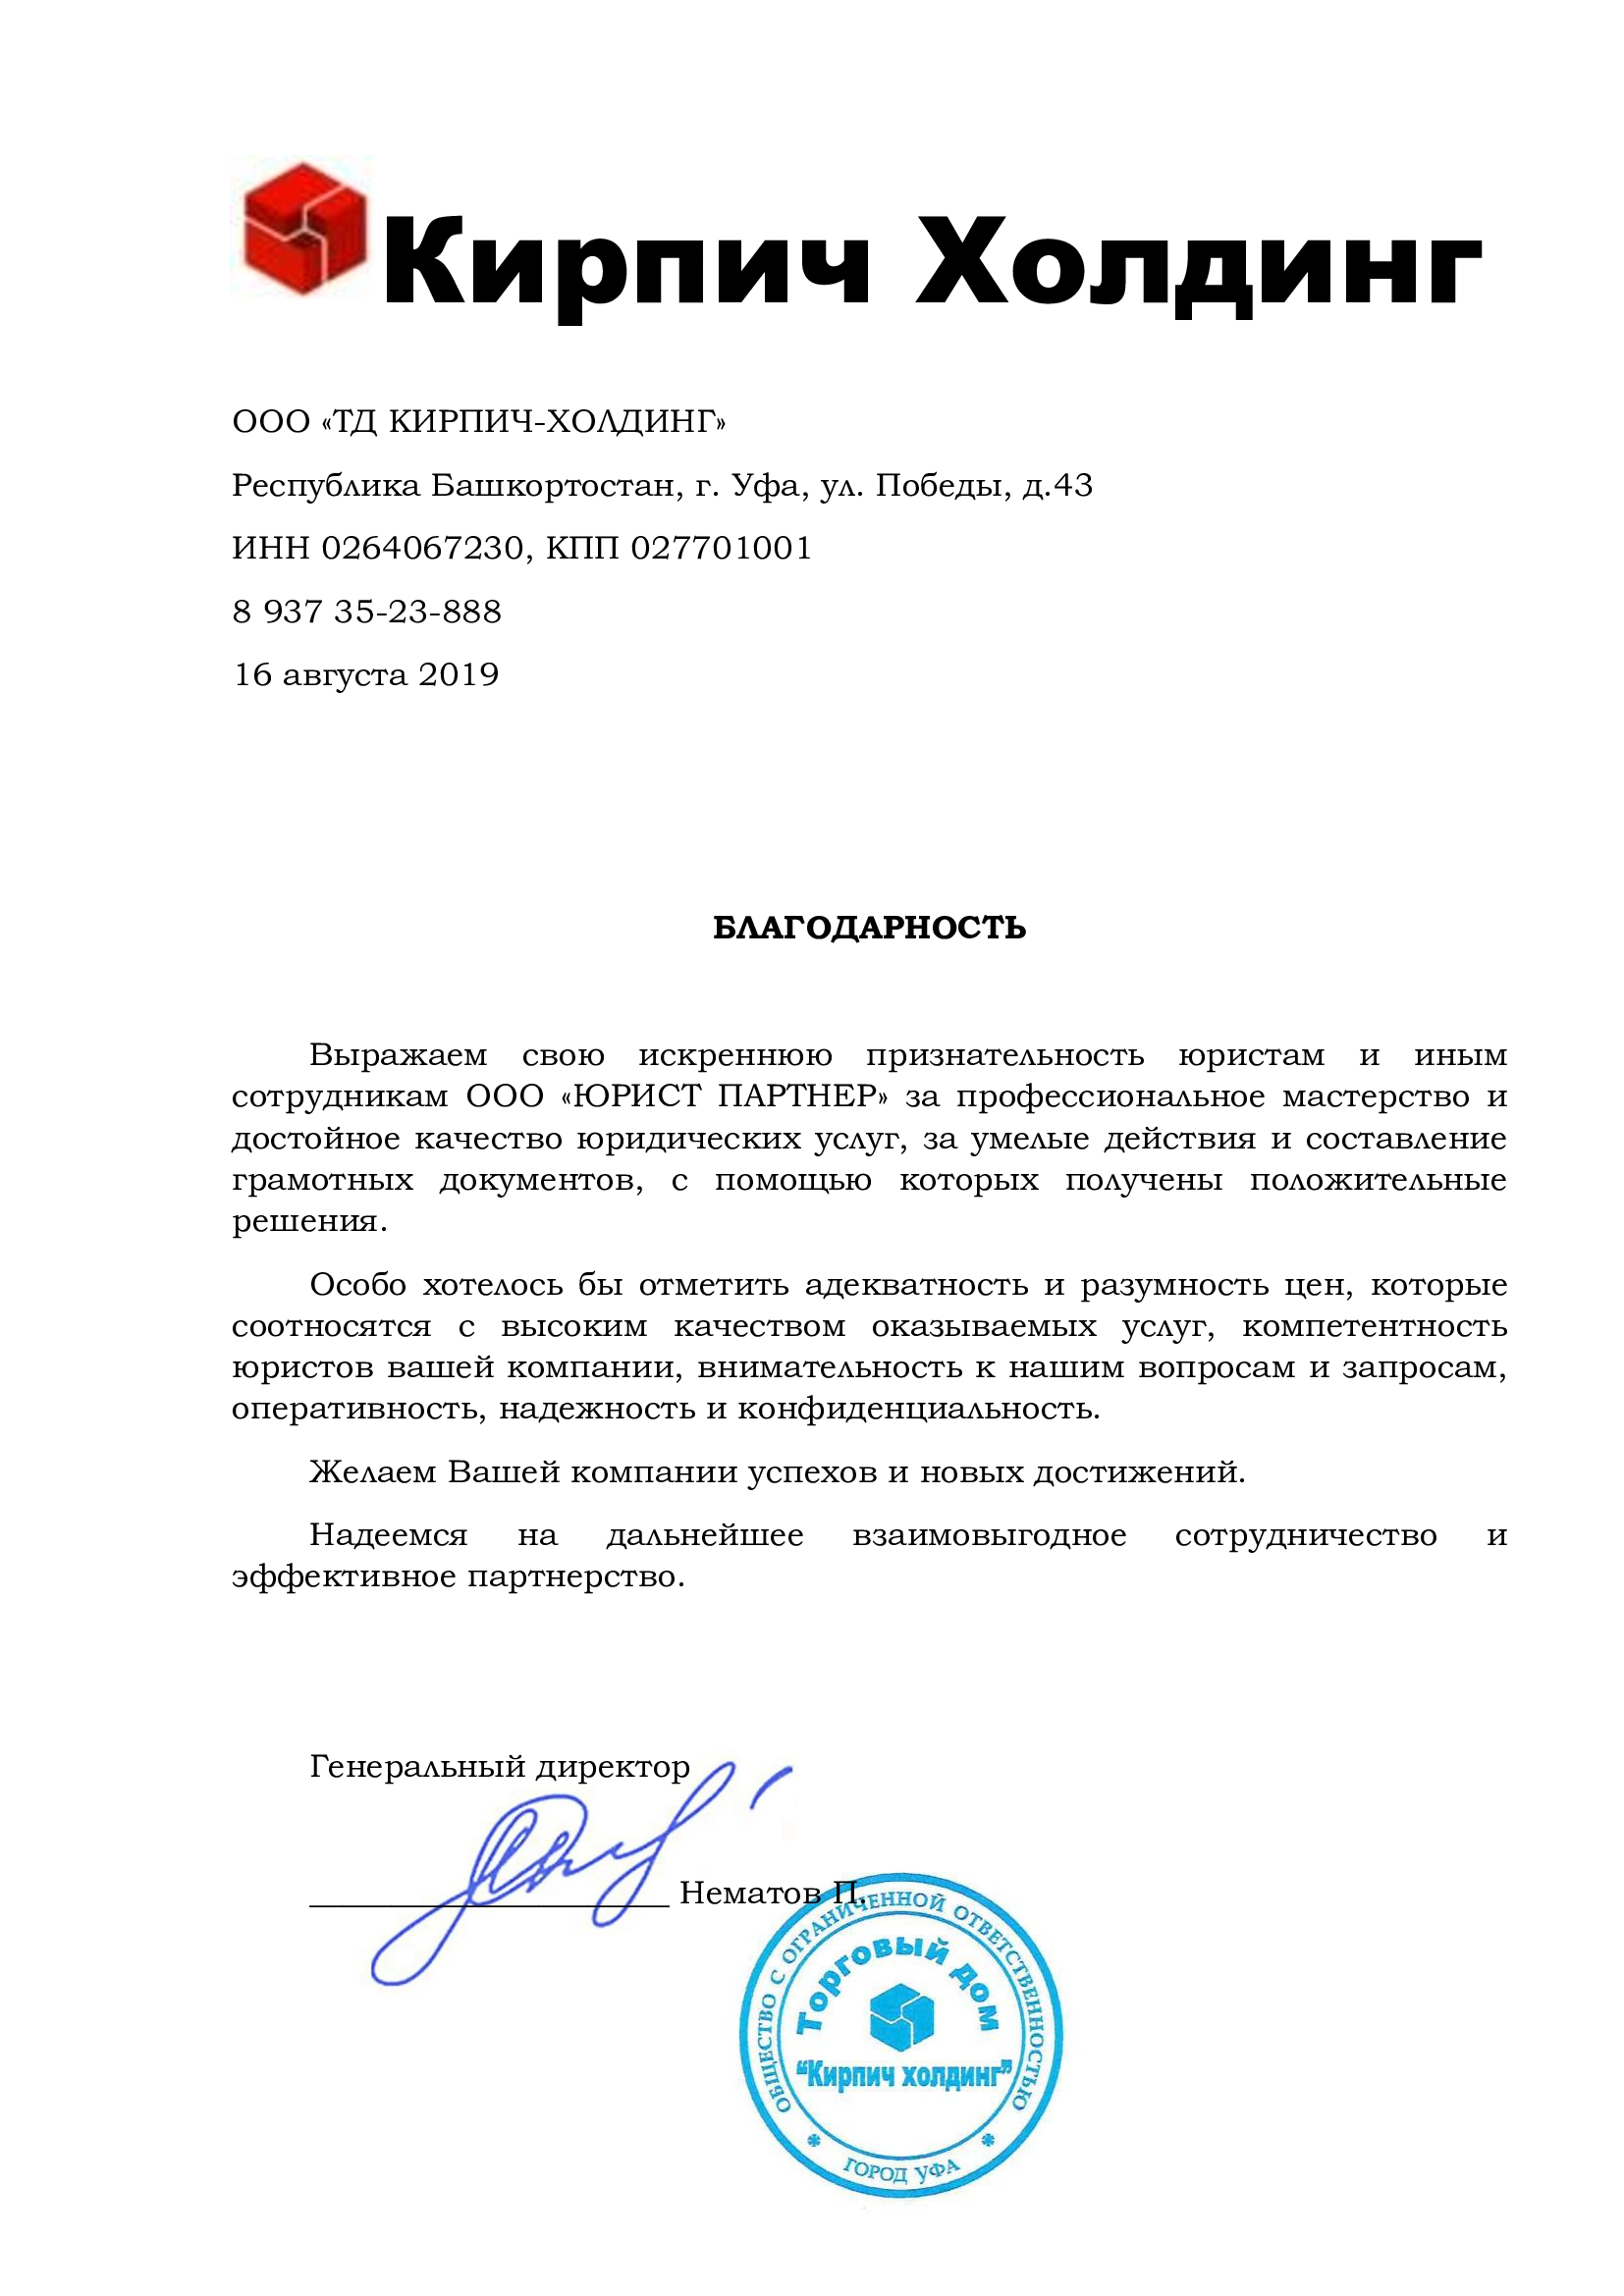 Кирпич Холдинг
ООО «ТД КИРПИЧ-ХОЛДИНГ»
Республика Башкортостан, г. Уфа, ул. Победы, д.43
ИНН 0264067230, КПП 027701001
8 937 35-23-888
16 августа 2019
БЛАГОДАРНОСТЬ
Выражаем свою искреннюю признательность юристам и иным
сотрудникам ООО «ЮРИСТ ПАРТНЕР» за профессиональное мастерство и
достойное качество юридических услуг, за умелые действия и составление
грамотных документов, с помощью которых получены положительные
решения.
Особо хотелось бы отметить адекватность и разумность цен, которые
соотносятся с высоким качеством оказываемых услуг, компетентность
юристов вашей компании, внимательность к нашим вопросам и запросам,
оперативность, надежность и конфиденциальность.
Желаем Вашей компании успехов и новых достижений.
Надеемся на дальнейшее взаимовыгодное сотрудничество и
эффективное партнерство.
Генеральный директор
Нематов П.
ОБЩЕСТВО С ОГРАНИЧЕННОЙ ОТВЕТСТВЕННОСТЬЮ
Торговый дом
“Кирпич холдинг”
ГОРОД УФА